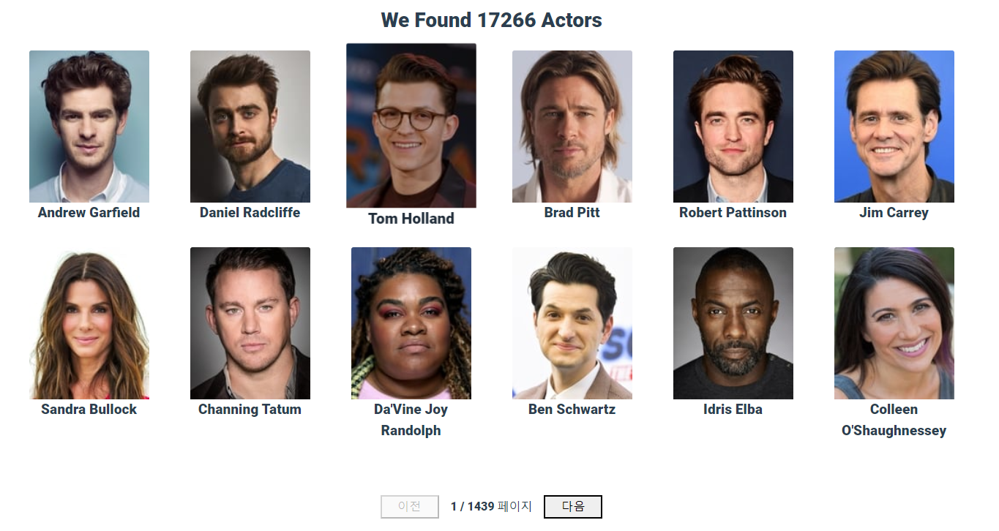 We Found 17266 Actors
Andrew Garfield
Daniel Radcliffe
Tom Holland
Brad Pitt
Robert Pattinson
Jim Carrey
Sandra Bullock
Channing Tatum
Da'Vine Joy
Randolph
Ben Schwartz
Idris Elba
Colleen
O'Shaughnessey
이전
1 / 1439 페이지
다음